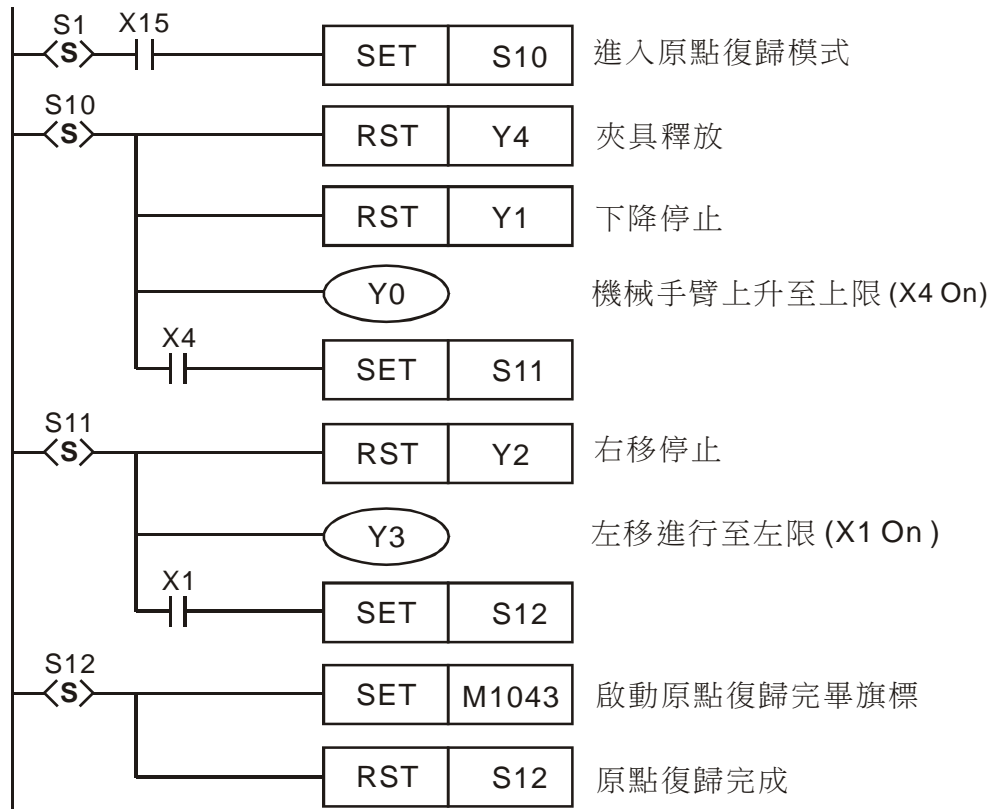 S1 X15
S SET S10 進入原點復歸模式
S10
S RST Y4 夾具釋放
RST Y1 下降停止
Y0 機械手臂上升至上限 (X4 On)
X4
SET S11
S11
S RST Y2 右移停止
Y3 左移進行至左限 (X1 On )
X1
SET S12
S12
S SET M1043 啟動原點復歸完畢旗標
RST S12 原點復歸完成